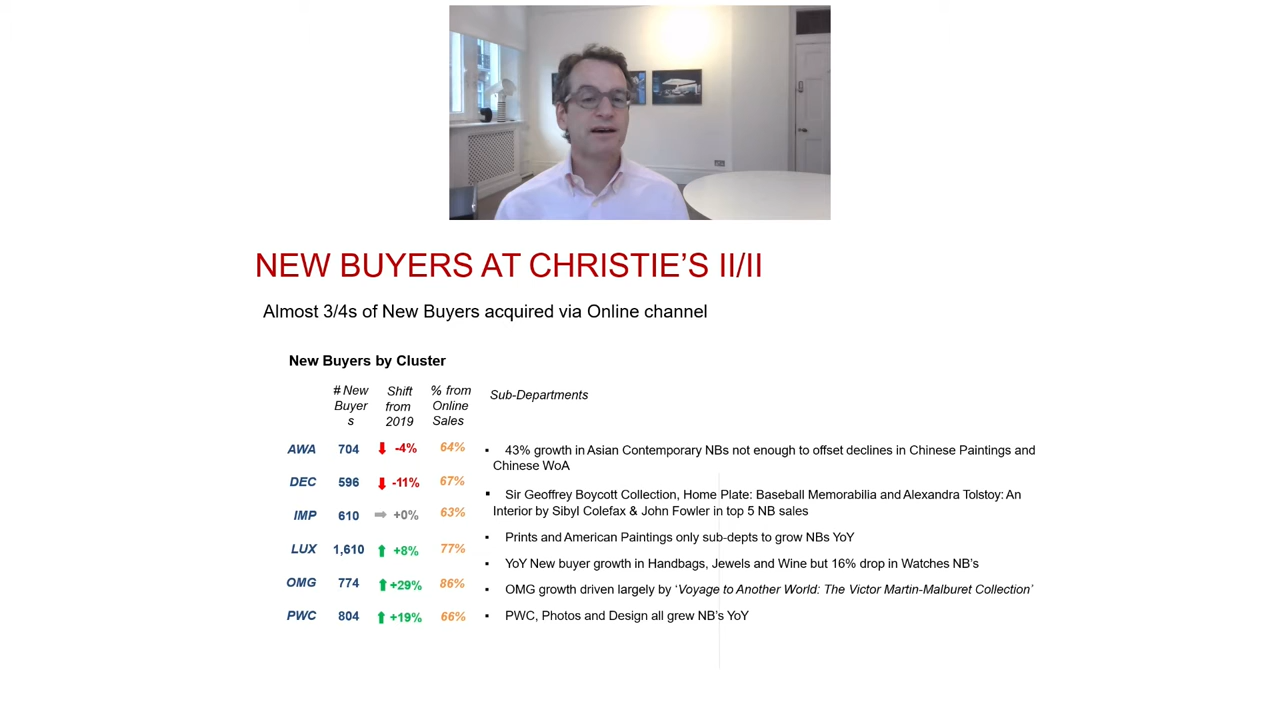 NEW BUYERS AT CHRISTIE’S II/II
Almost 3/4s of New Buyers acquired via Online channel
New Buyers by Cluster
# New Buyer s
Shift from 2019
% from Online Sales
Sub-Departments
AWA 704 -4% 64%
▪ 43% growth in Asian Contemporary NBs not enough to offset declines in Chinese Paintings and
Chinese WoA
DEC 596 -11% 67%
▪ Sir Geoffrey Boycott Collection, Home Plate: Baseball Memorabilia and Alexandra Tolstoy: An
Interior by Sibyl Colefax & John Fowler in top 5 NB sales
IMP 610 +0% 63%
▪ Prints and American Paintings only sub-depts to grow NBs YoY
LUX 1,610 +8% 77%
▪ YoY New buyer growth in Handbags, Jewels and Wine but 16% drop in Watches NB’s
OMG 774 +29% 86%
▪ OMG growth driven largely by ‘Voyage to Another World: The Victor Martin-Malburet Collection’
PWC 804 +19% 66%
▪ PWC, Photos and Design all grew NB’s YoY